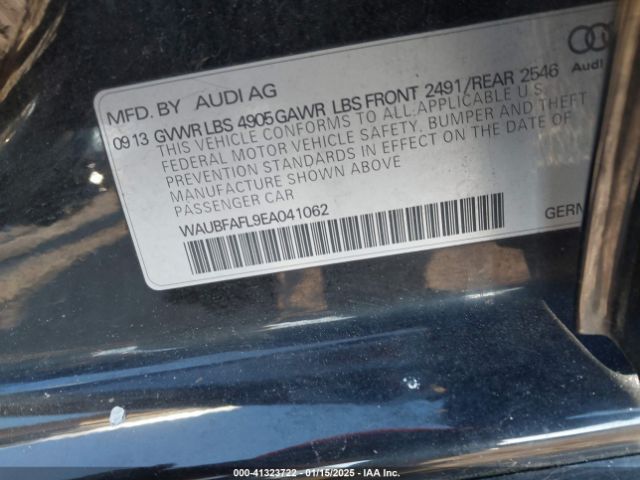 MFD. BY AUDI AG
Audi
0913 GVWR LBS 4905 GAWR LBS FRONT 2491/REAR 2546
THIS VEHICLE CONFORMS TO ALL APPLICABLE U.S.
FEDERAL MOTOR VEHICLE SAFETY, BUMPER AND THEFT
PREVENTION STANDARDS IN EFFECT ON THE DATE OF
MANUFACTURE SHOWN ABOVE
PASSENGER CAR
WAUBFAFL9EA041062
GERM
00-41323722 - 01/15/2025 - IAA Inc.